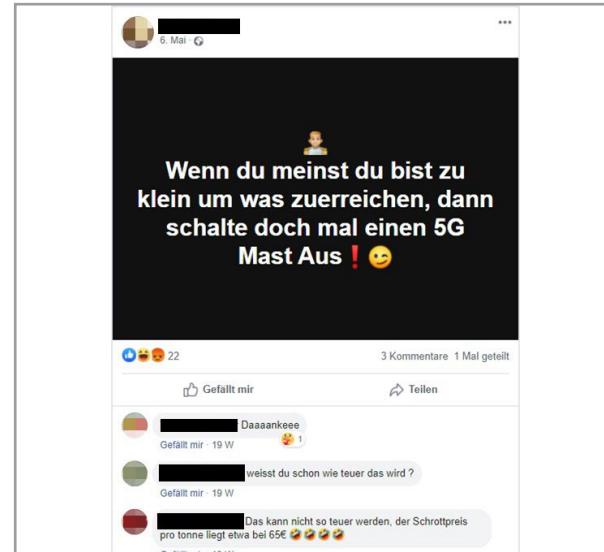 6. Mai
Wenn du meinst du bist zu
klein um was zuerreichen, dann
schalte doch mal einen 5G
Mast Aus❗😉
22
3 Kommentare 1 Mal geteilt
Gefällt mir
Teilen
Daaaankeee
Gefällt mir · 19 W
1
weisst du schon wie teuer das wird ?
Gefällt mir · 19 W
Das kann nicht so teuer werden, der Schrottpreis
pro tonne liegt etwa bei 65€ 🤣🤣🤣🤣